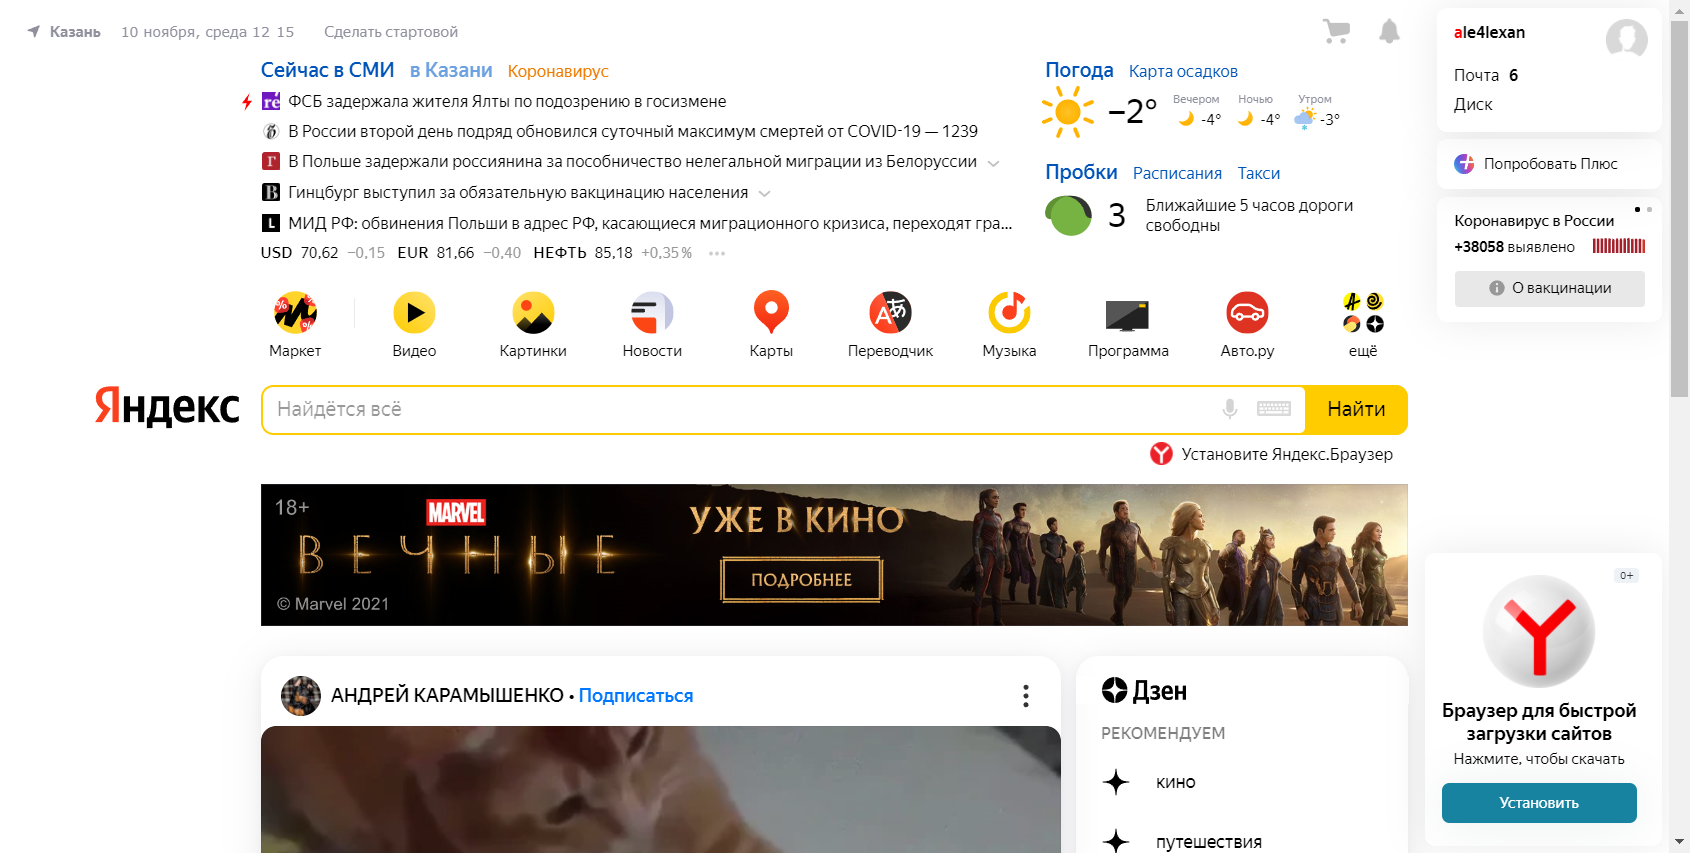 Казань 10 ноября, среда 12 15 Сделать стартовой
Сейчас в СМИ в Казани Коронавирус
ФСБ задержала жителя Ялты по подозрению в госизмене
В России второй день подряд обновился суточный максимум смертей от COVID-19 — 1239
В Польше задержали россиянина за пособничество нелегальной миграции из Белоруссии
Гинцбург выступил за обязательную вакцинацию населения
МИД РФ: обвинения Польши в адрес РФ, касающиеся миграционного кризиса, переходят гра...
USD 70,62 −0,15 EUR 81,66 −0,40 НЕФТЬ 85,18 +0,35%
Погода Карта осадков
−2° Вечером -4° Ночью -4° Утром -3°
Пробки Расписания Такси
3 Ближайшие 5 часов дороги
свободны
ale4lexan
Почта 6
Диск
Попробовать Плюс
Коронавирус в России
+38058 выявлено
О вакцинации
Маркет Видео Картинки Новости Карты Переводчик Музыка Программа Авто.ру ещё
Яндекс Найдётся всё Найти
Установите Яндекс.Браузер
18+
MARVEL
ВЕЧНЫЕ
© Marvel 2021
УЖЕ В КИНО
ПОДРОБНЕЕ
АНДРЕЙ КАРАМЫШЕНКО • Подписаться
Дзен
РЕКОМЕНДУЕМ
кино
путешествия
0+
Браузер для быстрой
загрузки сайтов
Нажмите, чтобы скачать
Установить